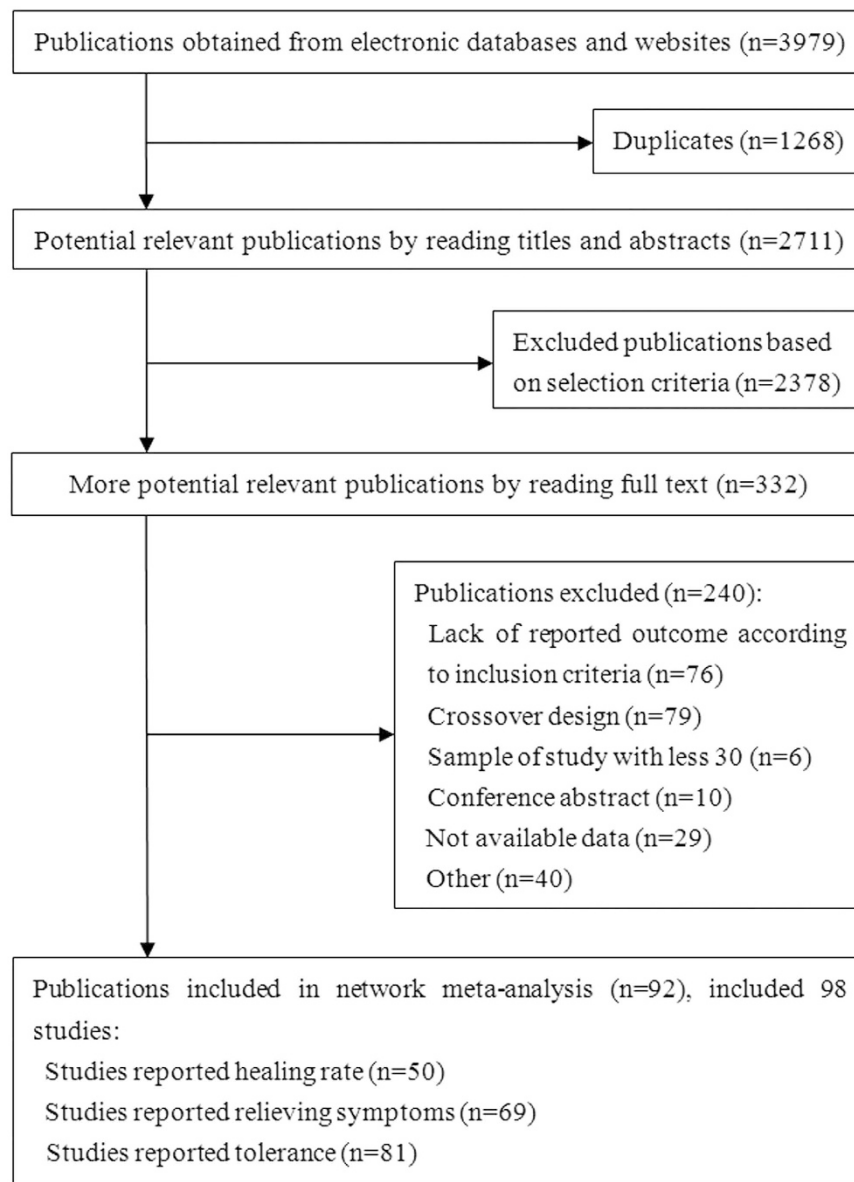 Publications obtained from electronic databases and websites (n=3979)
Duplicates (n=1268)
Potential relevant publications by reading titles and abstracts (n=2711)
Excluded publications based
on selection criteria (n=2378)
More potential relevant publications by reading full text (n=332)
Publications excluded (n=240):
Lack of reported outcome according
to inclusion criteria (n=76)
Crossover design (n=79)
Sample of study with less 30 (n=6)
Conference abstract (n=10)
Not available data (n=29)
Other (n=40)
Publications included in network meta-analysis (n=92), included 98
studies:
Studies reported healing rate (n=50)
Studies reported relieving symptoms (n=69)
Studies reported tolerance (n=81)